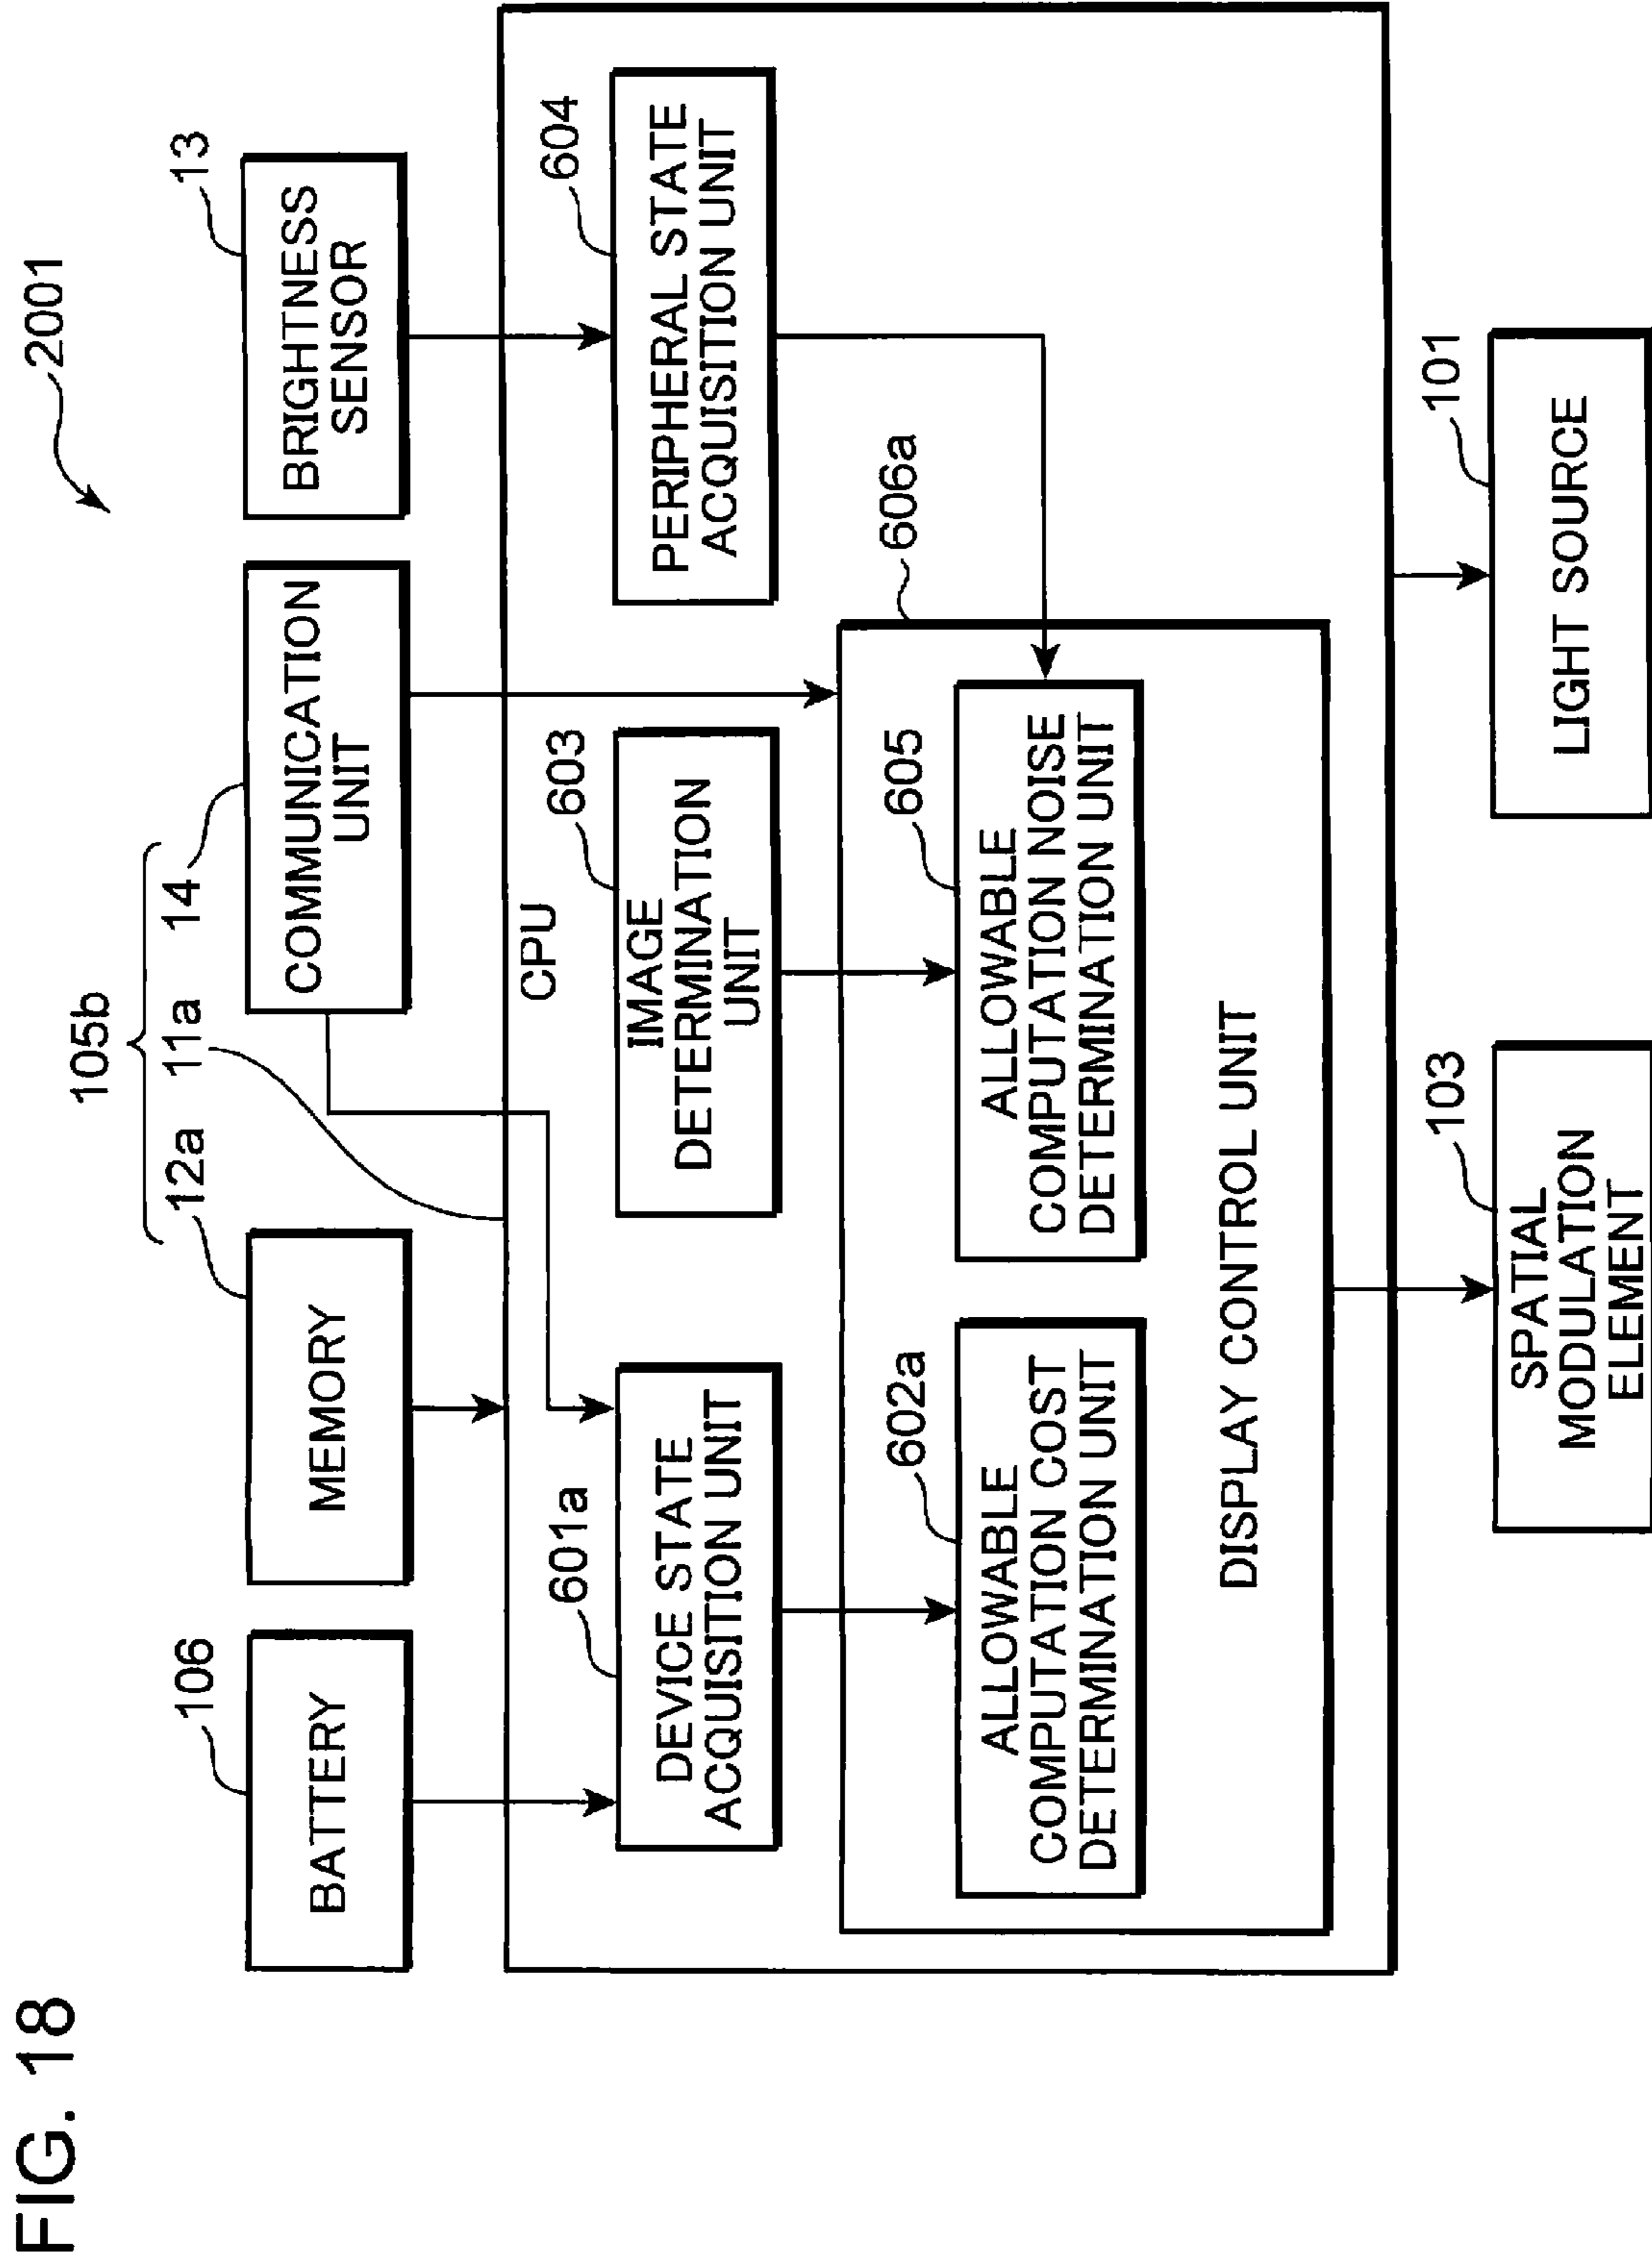 FIG. 18
2001
105b
106
12a
11a
14
13
BATTERY
MEMORY
COMMUNICATION
UNIT
BRIGHTNESS
SENSOR
CPU
601a
603
604
DEVICE STATE
ACQUISITION UNIT
IMAGE
DETERMINATION
UNIT
PERIPHERAL STATE
ACQUISITION UNIT
606a
602a
605
ALLOWABLE
COMPUTATION COST
DETERMINATION UNIT
ALLOWABLE
COMPUTATION NOISE
DETERMINATION UNIT
DISPLAY CONTROL UNIT
103
101
SPATIAL
MODULATION
ELEMENT
LIGHT SOURCE